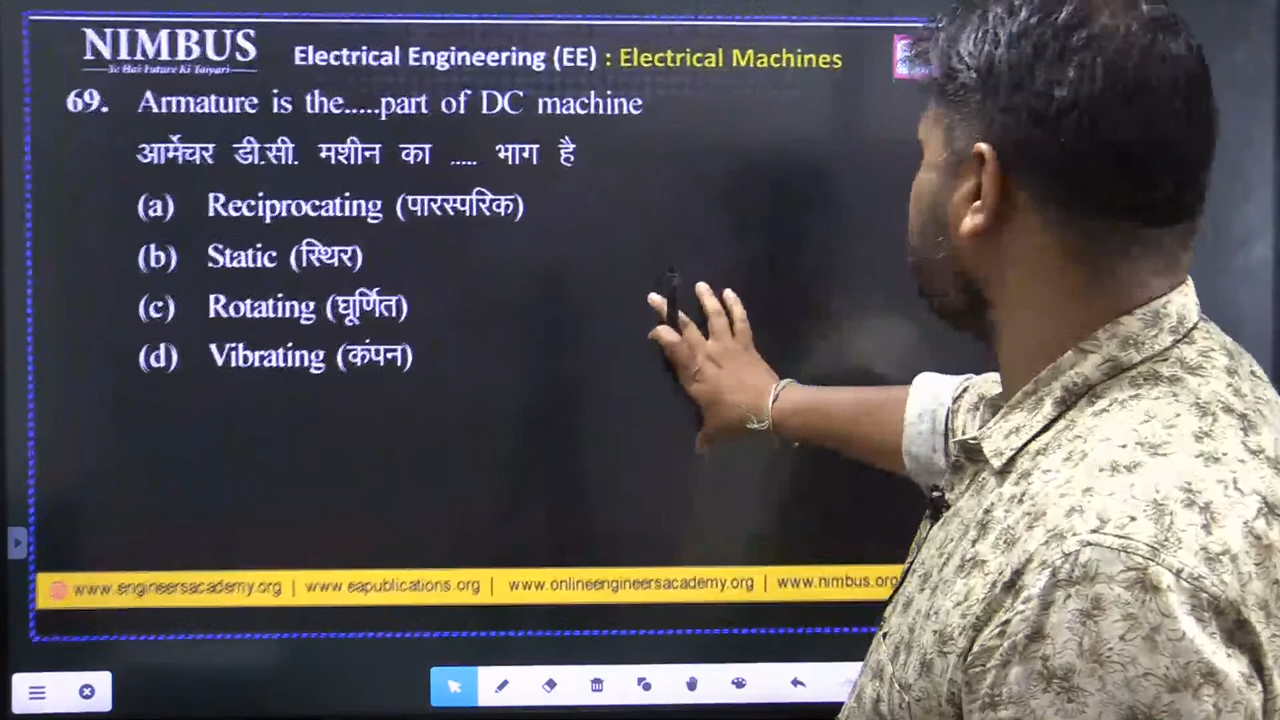 NIMBUS
Ye Hai Future Ki Taiyari
Electrical Engineering (EE) : Electrical Machines
69. Armature is the.....part of DC machine
आर्मेचर डी.सी. मशीन का ..... भाग है
(a) Reciprocating (पारस्परिक)
(b) Static (स्थिर)
(c) Rotating (घूर्णित)
(d) Vibrating (कंपन)
www.engineersacademy.org | www.eapublications.org | www.onlineengineersacademy.org | www.nimbus.org